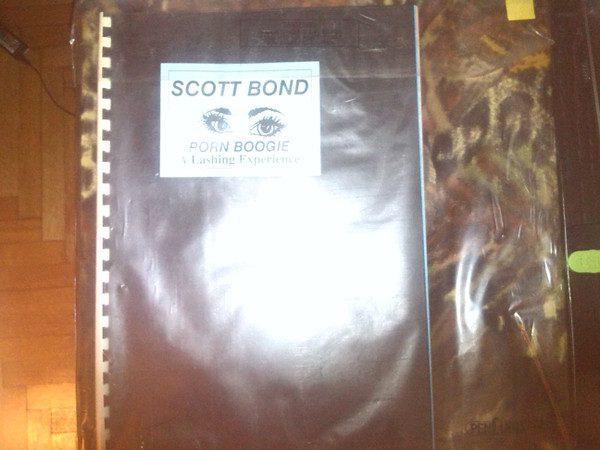 SCOTT BOND
PORN BOOGIE
A Lashing Experience